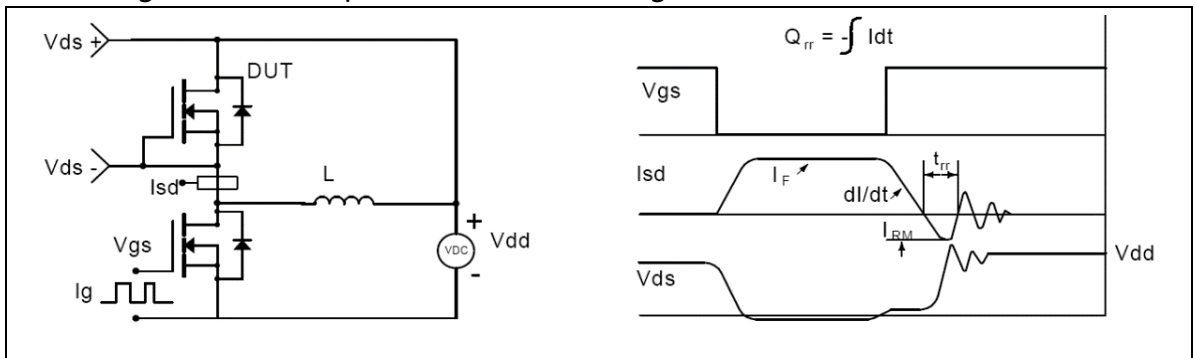 Vds +
DUT
Vds -
Isd
L
Vgs
+
VDC
Vdd
-
Ig
Q rr = - ∫ Idt
Vgs
Isd
I F
dI/dt
t rr
I RM
Vdd
Vds